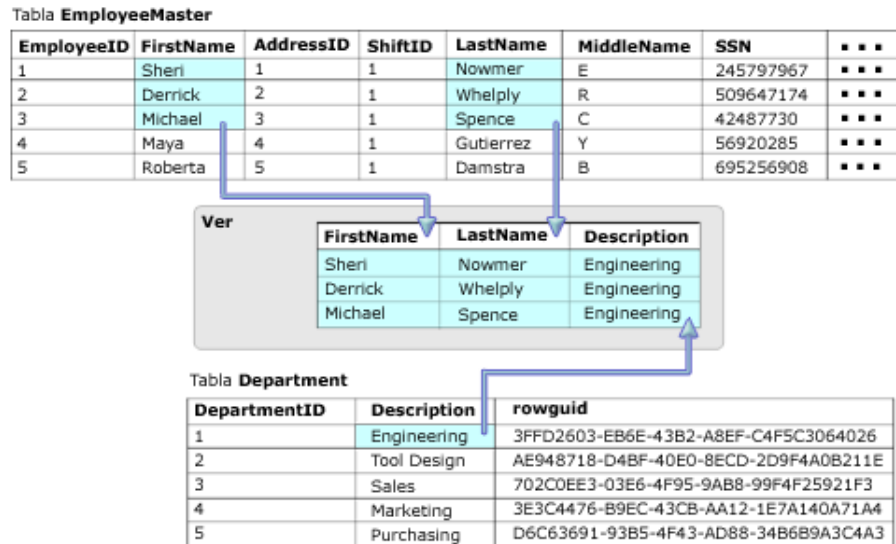 Tabla EmployeeMaster
EmployeeID FirstName AddressID ShiftID LastName MiddleName SSN ...
1 Sheri 1 1 Nowmer E 245797967 ...
2 Derrick 2 1 Whelply R 509647174 ...
3 Michael 3 1 Spence C 42487730 ...
4 Maya 4 1 Gutierrez Y 56920285 ...
5 Roberta 5 1 Damstra B 695256908 ...
Ver
FirstName LastName Description
Sheri Nowmer Engineering
Derrick Whelply Engineering
Michael Spence Engineering
Tabla Department
DepartmentID Description rowguid
1 Engineering 3FFD2603-EB6E-43B2-A8EF-C4F5C3064026
2 Tool Design AE948718-D4BF-40E0-8ECD-2D9F4A0B211E
3 Sales 702C0EE3-03E6-4F95-9AB8-99F4F25921F3
4 Marketing 3E3C4476-B9EC-43CB-AA12-1E7A140A71A4
5 Purchasing D6C63691-93B5-4F43-AD88-34B6B9A3C4A3